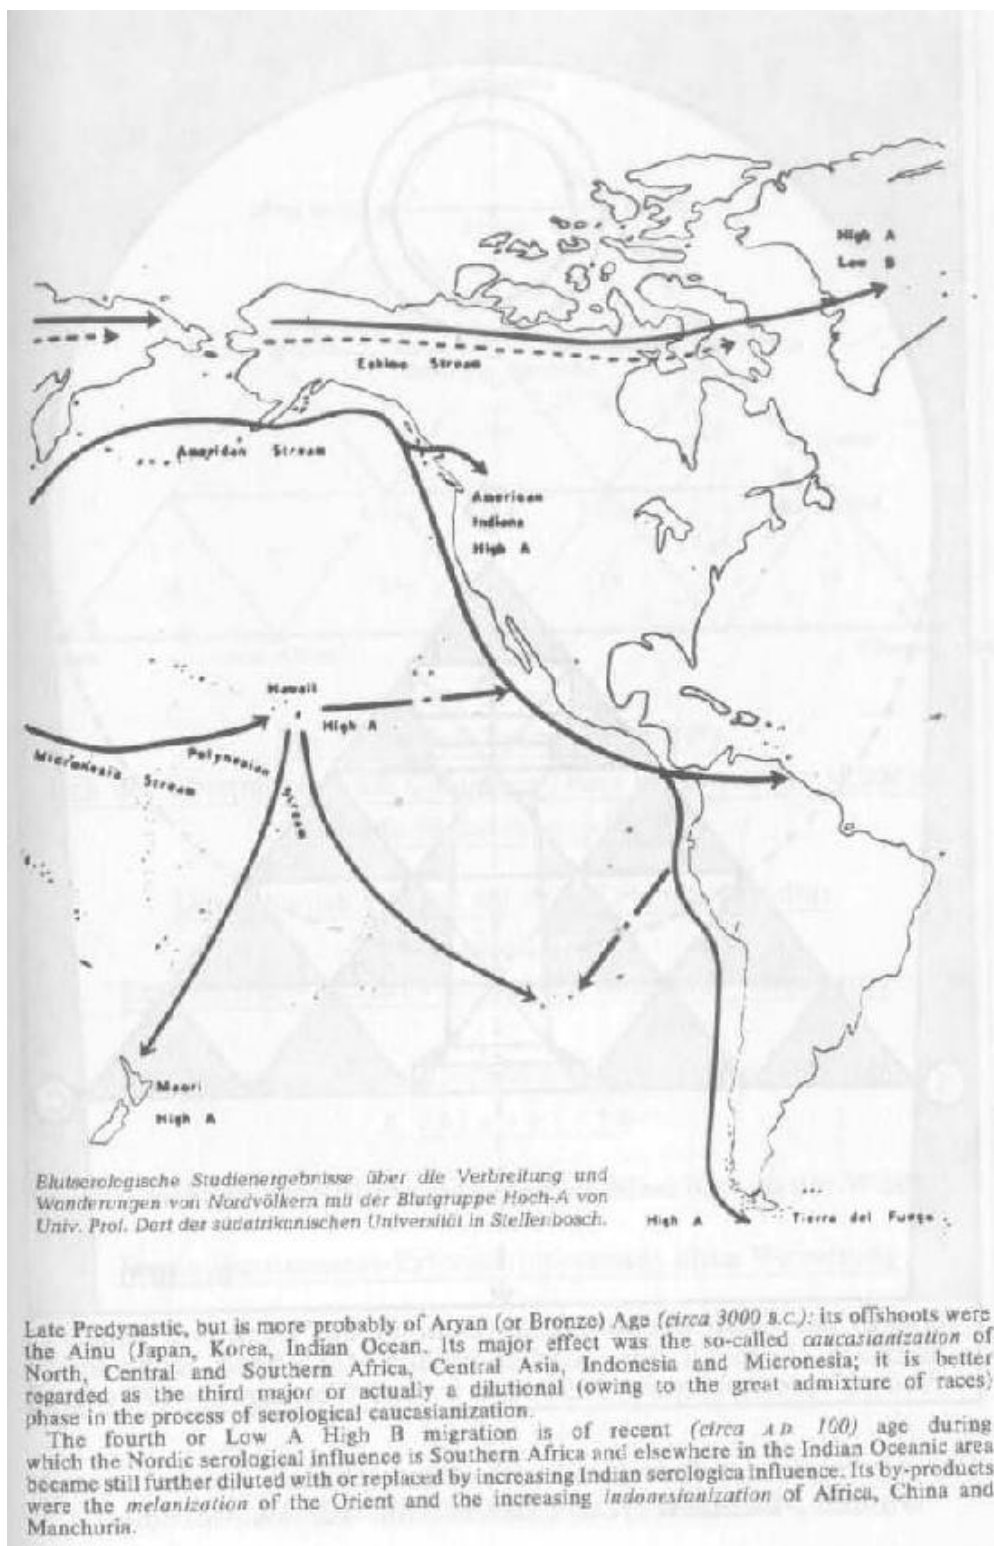 High A
Low B
Eskimo Stream
Stream
American
Indians
High A
Hawaii
High A
Micronesia Stream
Polynesian
Stream
Maori
High A
Blutserologische Studienergebnisse über die Verbreitung und
Wanderungen von Nordvölkern mit der Blutgruppe Hoch-A von
Univ. Prof. Dart der südafrikanischen Universität in Stellenbosch.
High A
Tierra del Fuego
Late Predynastic, but is more probably of Aryan (or Bronze) Age (circa 3000 B.C.): its offshoots were
the Ainu (Japan, Korea, Indian Ocean. Its major effect was the so-called caucasianization of
North, Central and Southern Africa, Central Asia, Indonesia and Micronesia; it is better
regarded as the third major or actually a dilutional (owing to the great admixture of races)
phase in the process of serological caucasianization.
The fourth or Low A High B migration is of recent (circa A D. 100) age during
which the Nordic serological influence is Southern Africa and elsewhere in the Indian Oceanic area
became still further diluted with or replaced by increasing Indian serologica influence. Its by-products
were the melanization of the Orient and the increasing indonesianization of Africa, China and
Manchuria.